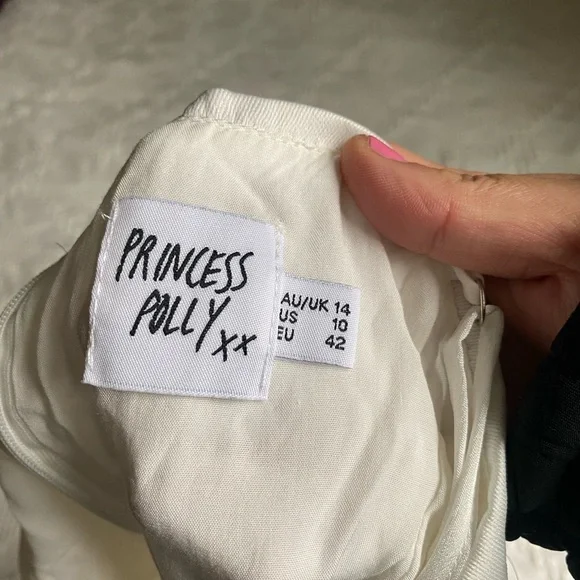 PRINCESS
POLLY
xx
AU/UK 14
US 10
EU 42